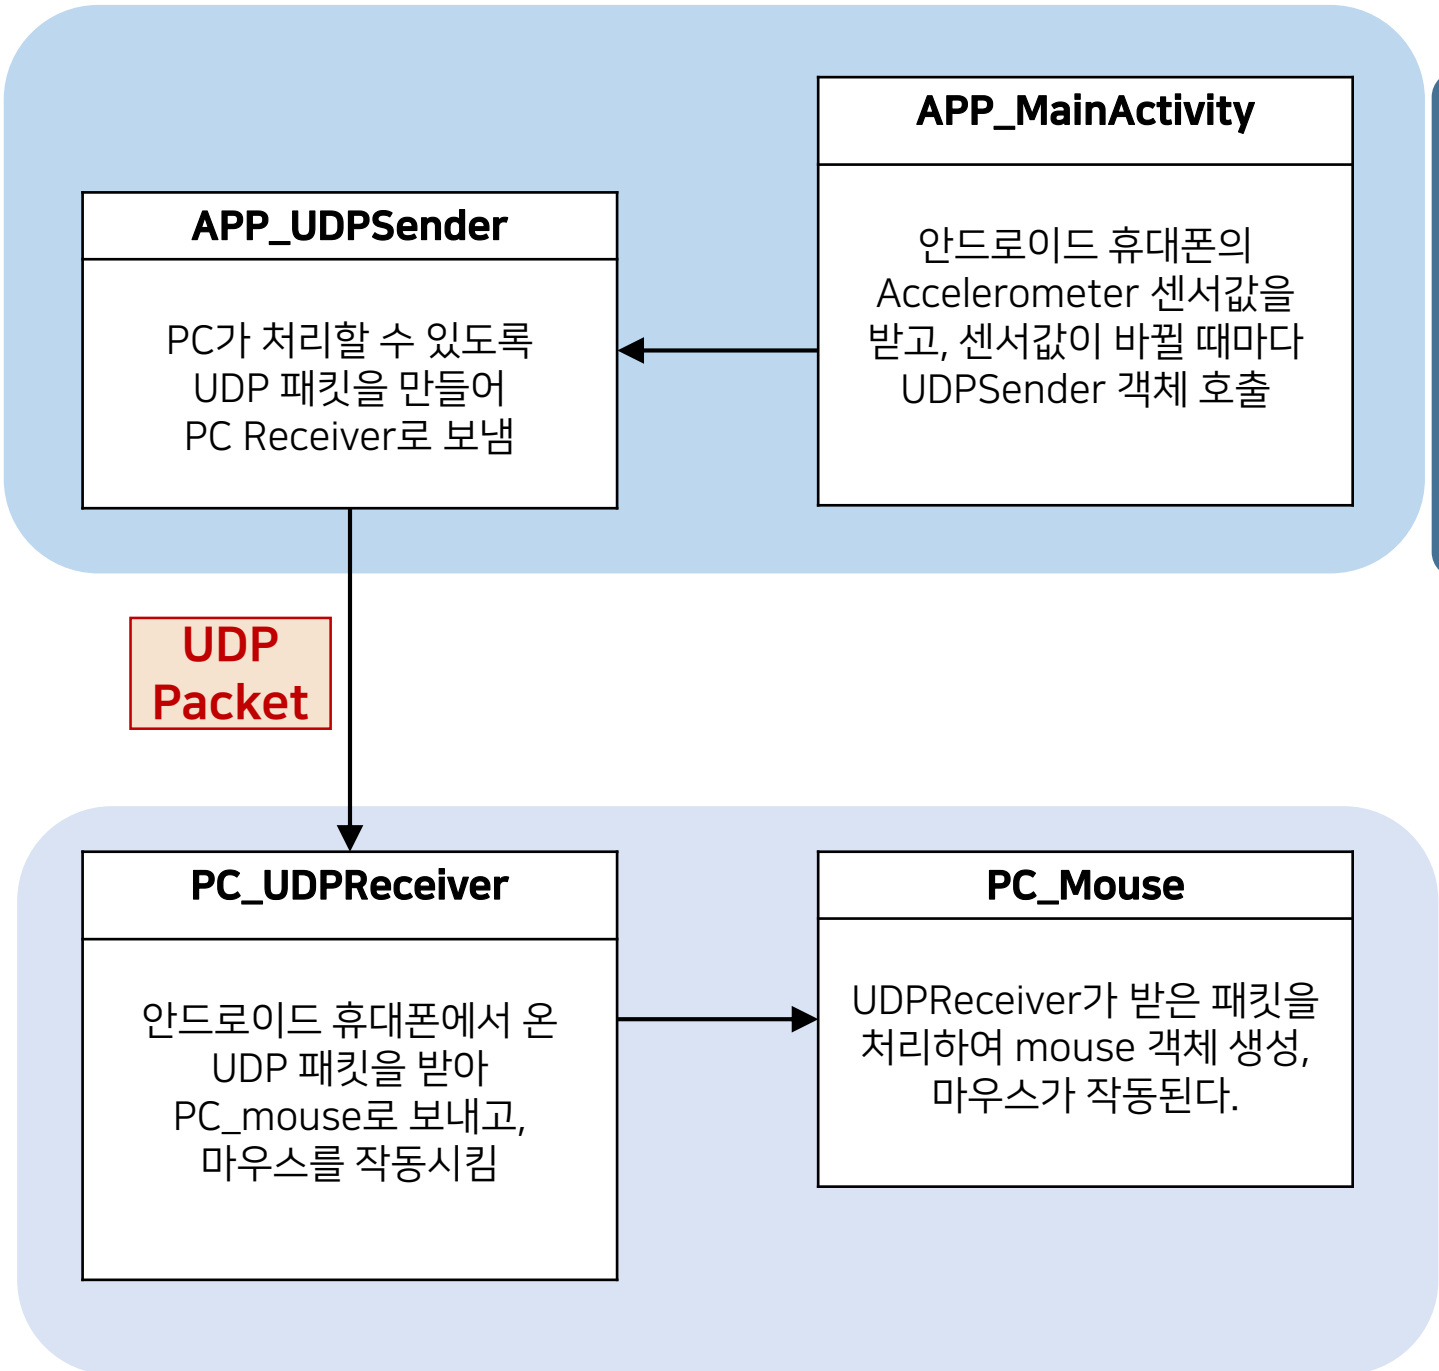 APP_MainActivity
안드로이드 휴대폰의
Accelerometer 센서값을
받고, 센서값이 바뀔 때마다
UDPSender 객체 호출
APP_UDPSender
PC가 처리할 수 있도록
UDP 패킷을 만들어
PC Receiver로 보냄
UDP
Packet
PC_UDPReceiver
안드로이드 휴대폰에서 온
UDP 패킷을 받아
PC_mouse로 보내고,
마우스를 작동시킴
PC_Mouse
UDPReceiver가 받은 패킷을
처리하여 mouse 객체 생성,
마우스가 작동된다.